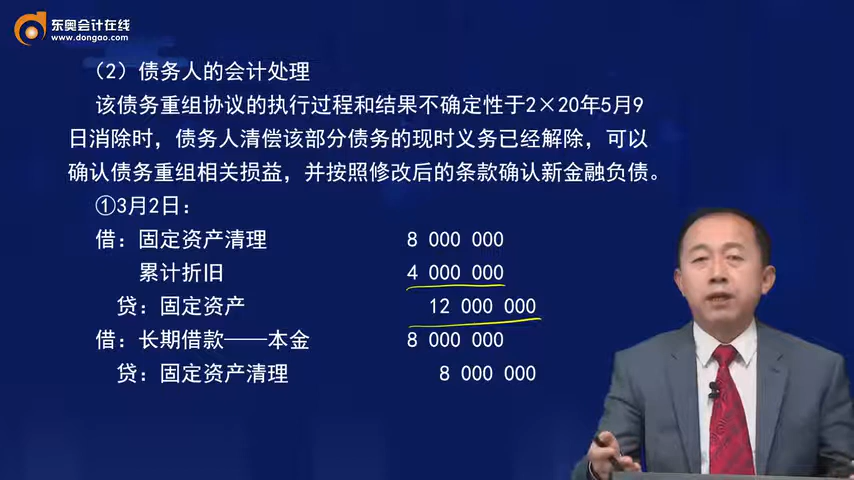 东奥会计在线
www.dongao.com
（2）债务人的会计处理
该债务重组协议的执行过程和结果不确定性于2×20年5月9
日消除时，债务人清偿该部分债务的现时义务已经解除，可以
确认债务重组相关损益，并按照修改后的条款确认新金融负债。
①3月2日：
借：固定资产清理 8 000 000
累计折旧 4 000 000
贷：固定资产 12 000 000
借：长期借款——本金 8 000 000
贷：固定资产清理 8 000 000